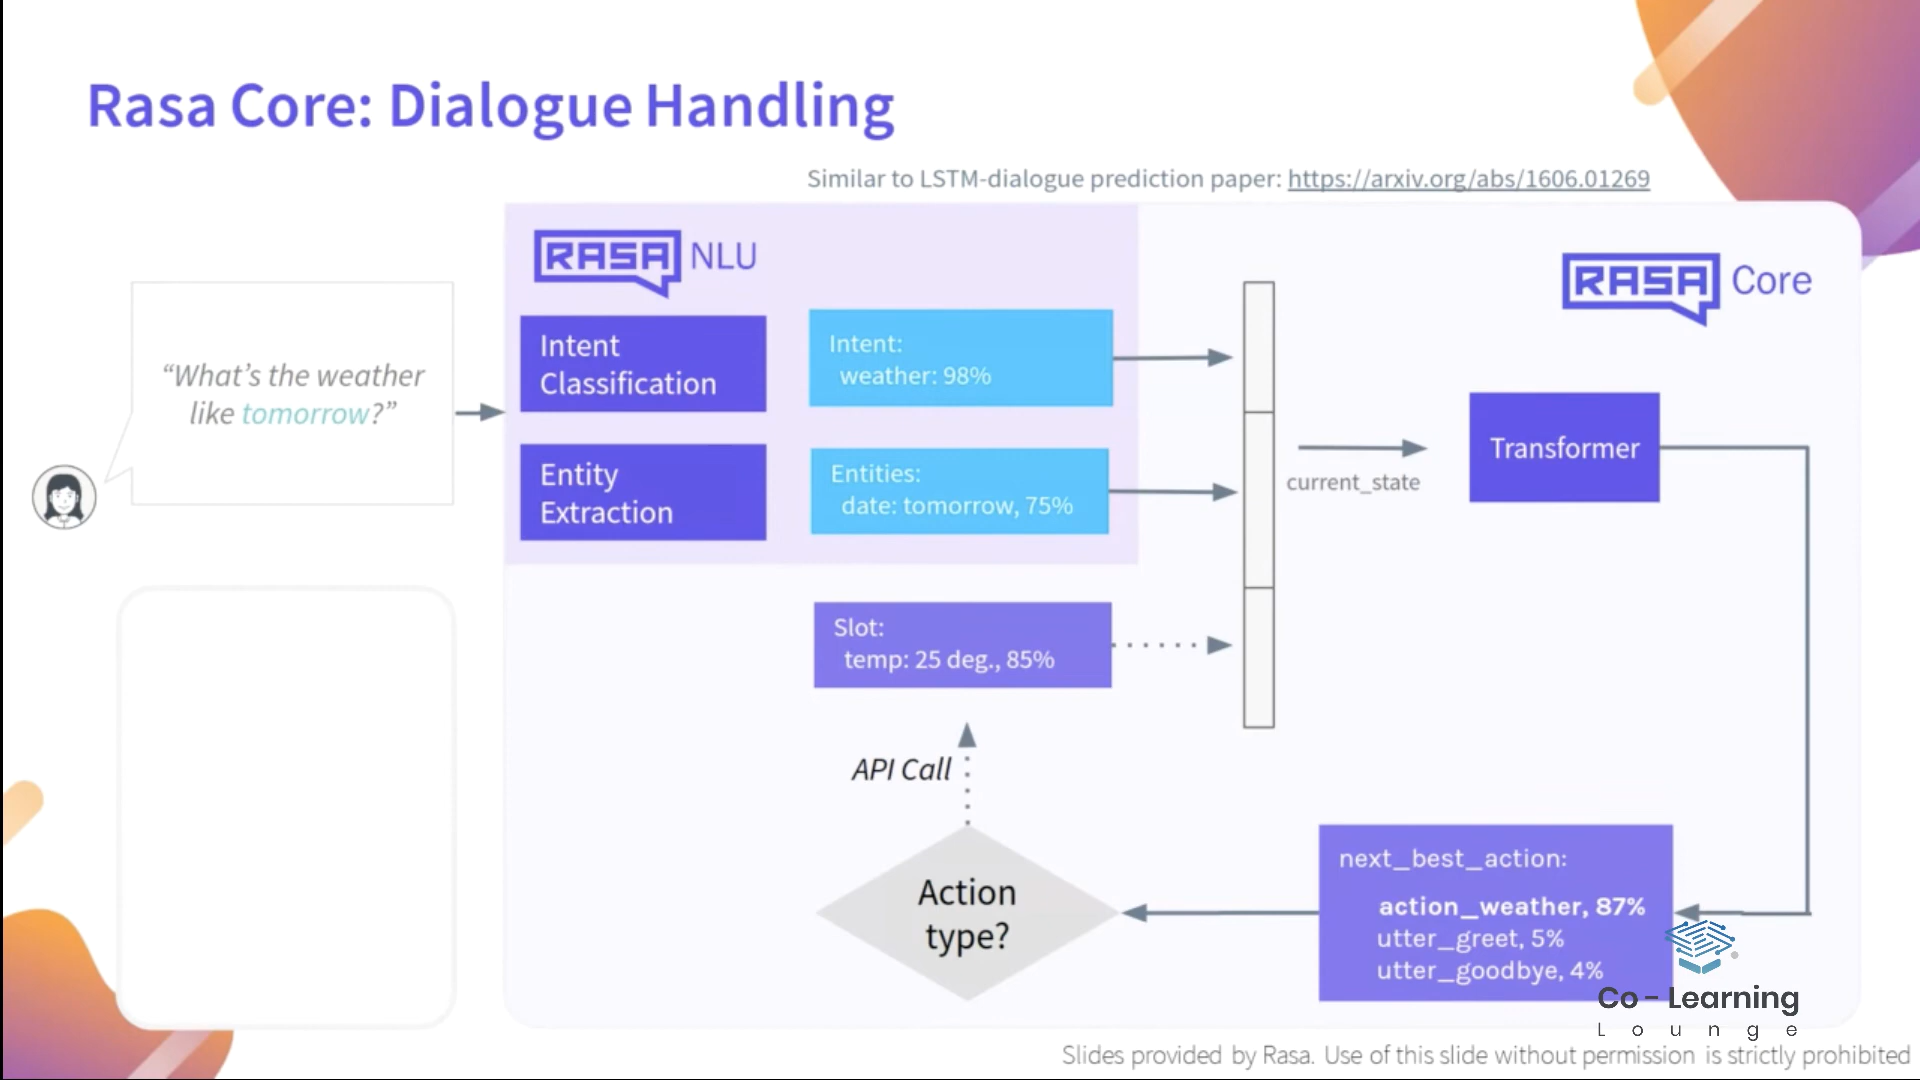 Rasa Core: Dialogue Handling
Similar to LSTM-dialogue prediction paper: https://arxiv.org/abs/1606.01269
RASA NLU
RASA Core
“What’s the weather
like tomorrow?”
Intent
Classification
Intent:
weather: 98%
Entity
Extraction
Entities:
date: tomorrow, 75%
current_state
Transformer
Slot:
temp: 25 deg., 85%
API Call
Action
type?
next_best_action:
action_weather, 87%
utter_greet, 5%
utter_goodbye, 4%
Co-Learning
Lounge
Slides provided by Rasa. Use of this slide without permission is strictly prohibited